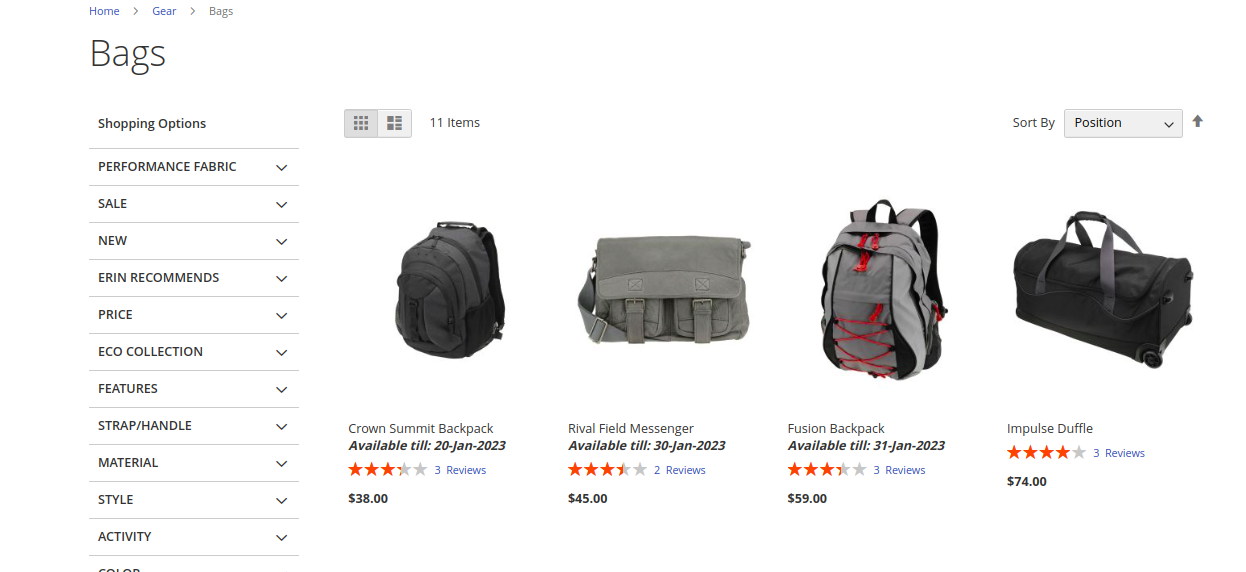 Home > Gear > Bags
Bags
Shopping Options
PERFORMANCE FABRIC
SALE
NEW
ERIN RECOMMENDS
PRICE
ECO COLLECTION
FEATURES
STRAP/HANDLE
MATERIAL
STYLE
ACTIVITY
COLOR
11 Items
Sort By Position
Crown Summit Backpack
Available till: 20-Jan-2023
3 Reviews
$38.00
Rival Field Messenger
Available till: 30-Jan-2023
2 Reviews
$45.00
Fusion Backpack
Available till: 31-Jan-2023
3 Reviews
$59.00
Impulse Duffle
3 Reviews
$74.00